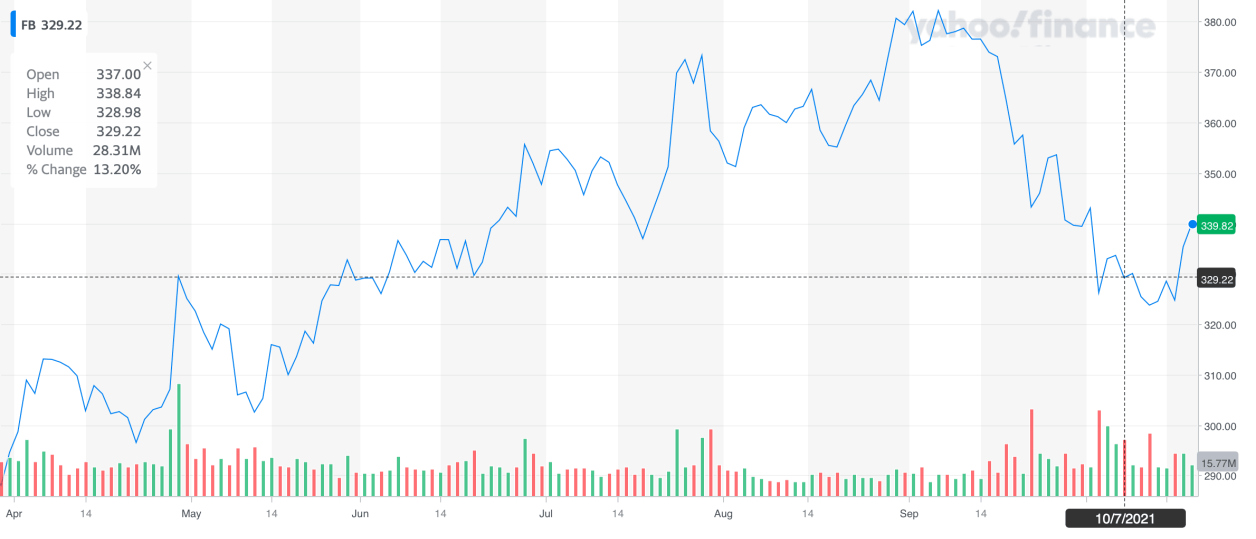 FB 329.22
yahoo!finance
Open 337.00
High 338.84
Low 328.98
Close 329.22
Volume 28.31M
% Change 13.20%
380.00
370.00
360.00
350.00
339.82
329.22
320.00
310.00
300.00
15.77M
290.00
Apr 14 May 14 Jun 14 Jul 14 Aug 14 Sep 14 10/7/2021